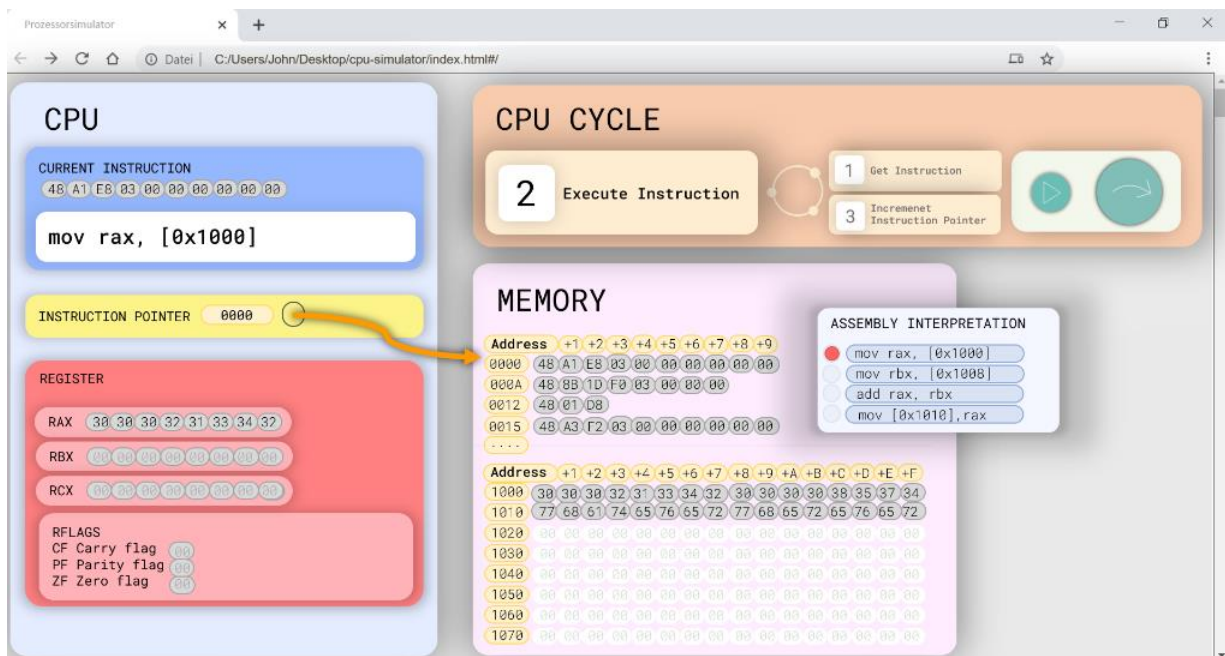 Prozessorsimulator
Datei | C:/Users/John/Desktop/cpu-simulator/index.html#/
CPU
CURRENT INSTRUCTION
48 A1 E8 03 00 00 00 00 00 00
mov rax, [0x1000]
INSTRUCTION POINTER 0000
REGISTER
RAX 30 30 30 32 31 33 34 32
RBX 00 00 00 00 00 00 00 00
RCX 00 00 00 00 00 00 00 00
RFLAGS
CF Carry flag 00
PF Parity flag 00
ZF Zero flag 00
CPU CYCLE
2 Execute Instruction
1 Get Instruction
3 Incremenet
Instruction Pointer
MEMORY
Address +1 +2 +3 +4 +5 +6 +7 +8 +9
0000 48 A1 E8 03 00 00 00 00 00 00
000A 48 8B 1D F0 03 00 00 00
0012 48 01 D8
0015 48 A3 F2 03 00 00 00 00 00 00
....
Address +1 +2 +3 +4 +5 +6 +7 +8 +9 +A +B +C +D +E +F
1000 30 30 30 32 31 33 34 32 30 30 30 30 38 35 37 34
1010 77 68 61 74 65 76 65 72 77 68 65 72 65 76 65 72
1020 00 00 00 00 00 00 00 00 00 00 00 00 00 00 00 00
1030 00 00 00 00 00 00 00 00 00 00 00 00 00 00 00 00
1040 00 00 00 00 00 00 00 00 00 00 00 00 00 00 00 00
1050 00 00 00 00 00 00 00 00 00 00 00 00 00 00 00 00
1060 00 00 00 00 00 00 00 00 00 00 00 00 00 00 00 00
1070 00 00 00 00 00 00 00 00 00 00 00 00 00 00 00 00
ASSEMBLY INTERPRETATION
mov rax, [0x1000]
mov rbx, [0x1008]
add rax, rbx
mov [0x1010],rax